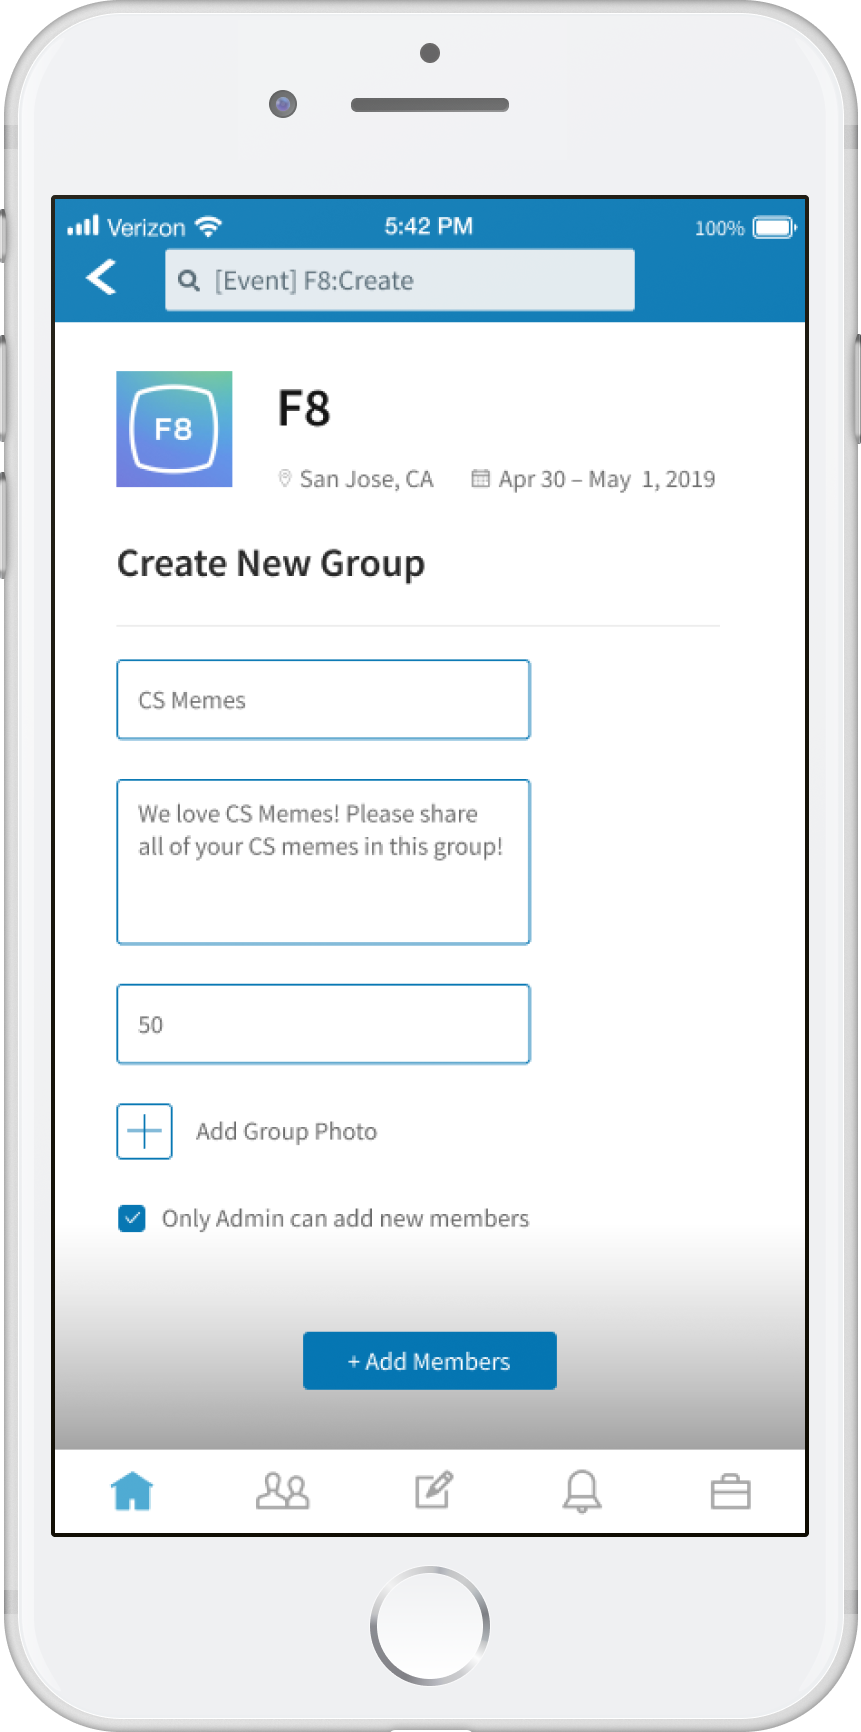 Verizon 5:42 PM 100%
[Event] F8:Create
F8
F8
San Jose, CA Apr 30 – May 1, 2019
Create New Group
CS Memes
We love CS Memes! Please share
all of your CS memes in this group!
50
Add Group Photo
Only Admin can add new members
+ Add Members